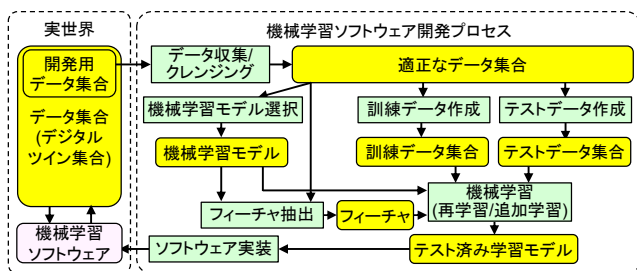 実世界
機械学習ソフトウェア開発プロセス
開発用
データ集合
データ収集/
クレンジング
適正なデータ集合
データ集合
(デジタル
ツイン集合)
機械学習モデル選択
訓練データ作成
テストデータ作成
機械学習モデル
訓練データ集合
テストデータ集合
機械学習
(再学習/追加学習)
フィーチャ抽出
フィーチャ
機械学習
ソフトウェア
ソフトウェア実装
テスト済み学習モデル